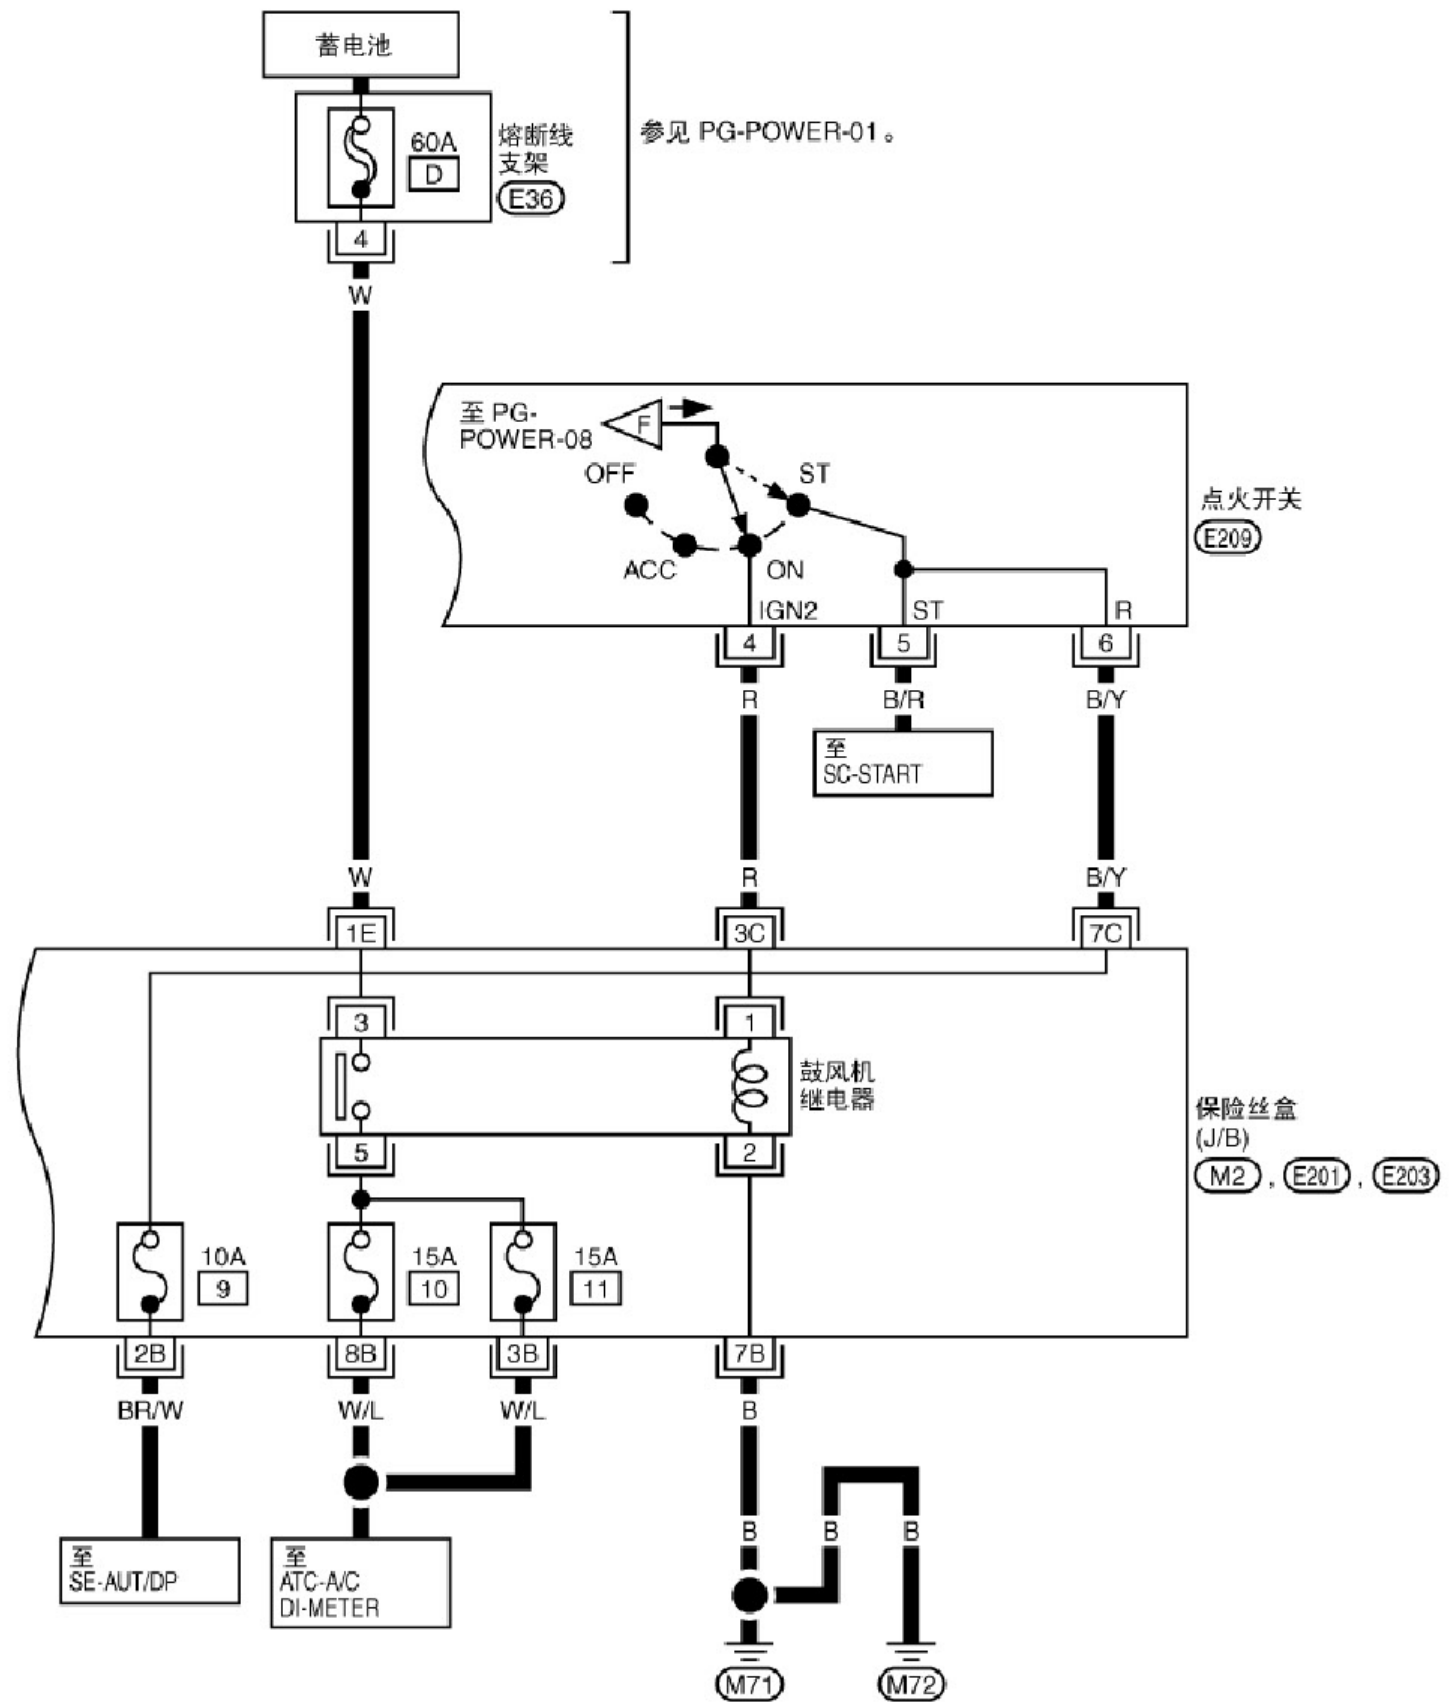 蓄电池
60A
D
熔断线
支架
E36
参见 PG-POWER-01。
4
W
至 PG-
POWER-08
F
OFF
ST
ACC
ON
点火开关
E209
IGN2
ST
R
4
5
6
R
B/R
B/Y
至
SC-START
W
R
B/Y
1E
3C
7C
3
1
鼓风机
继电器
5
2
保险丝盒
(J/B)
M2 , E201 , E203
10A
9
15A
10
15A
11
2B
8B
3B
7B
BR/W
W/L
W/L
B
B
B
B
至
SE-AUT/DP
至
ATC-A/C
DI-METER
M71
M72